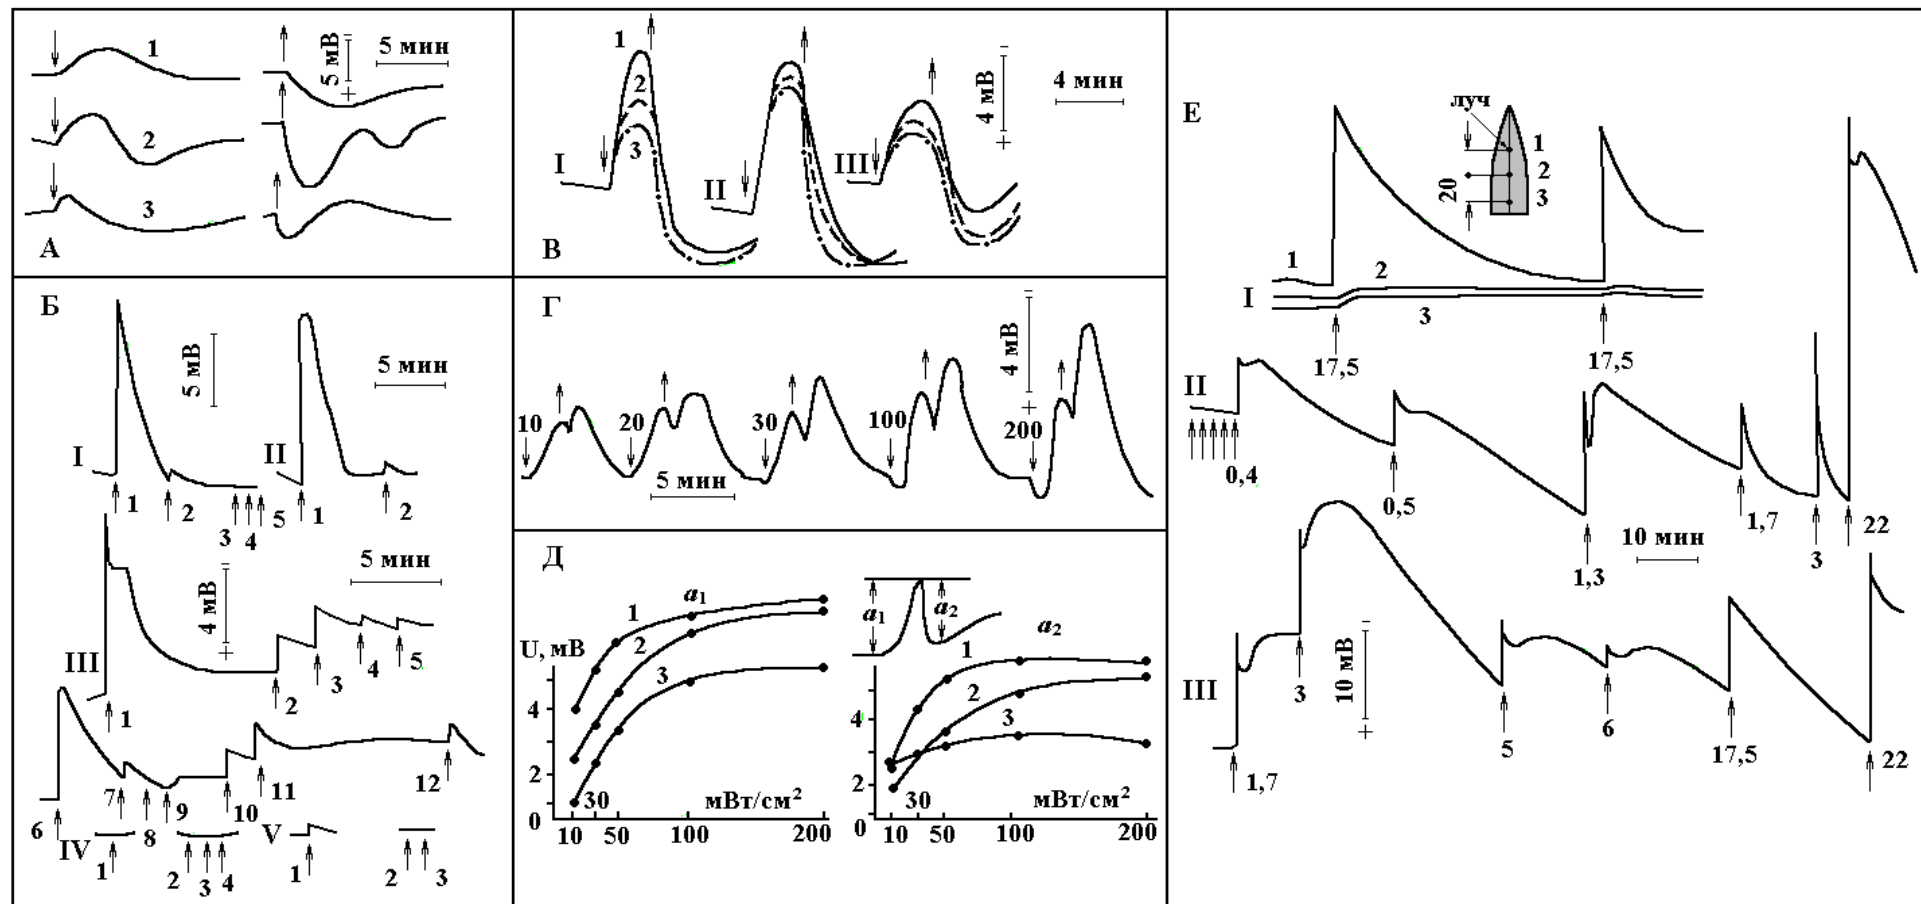 А
1
2
3
5 мВ
+
5 мин
Б
I
1
2
3
4
5
5 мВ
II
1
2
5 мин
III
1
4 мВ
+
5 мин
2
3
4
5
6
7
8
9
10
11
12
IV
1
2
3
4
V
1
2
3
В
I
1
2
3
II
III
4 мВ
+
4 мин
Г
10
20
30
100
200
5 мин
4 мВ
+
Д
U, мВ
4
2
0
1
2
3
a1
30
мВт/см2
10 50 100 200
a1
a2
a2
1
2
3
4
2
0
30
мВт/см2
10 50 100 200
Е
луч
1
2
3
20
I
1
2
3
17,5
17,5
II
0,4
0,5
1,3
1,7
3
22
10 мин
III
1,7
3
10 мВ
+
5
6
17,5
22